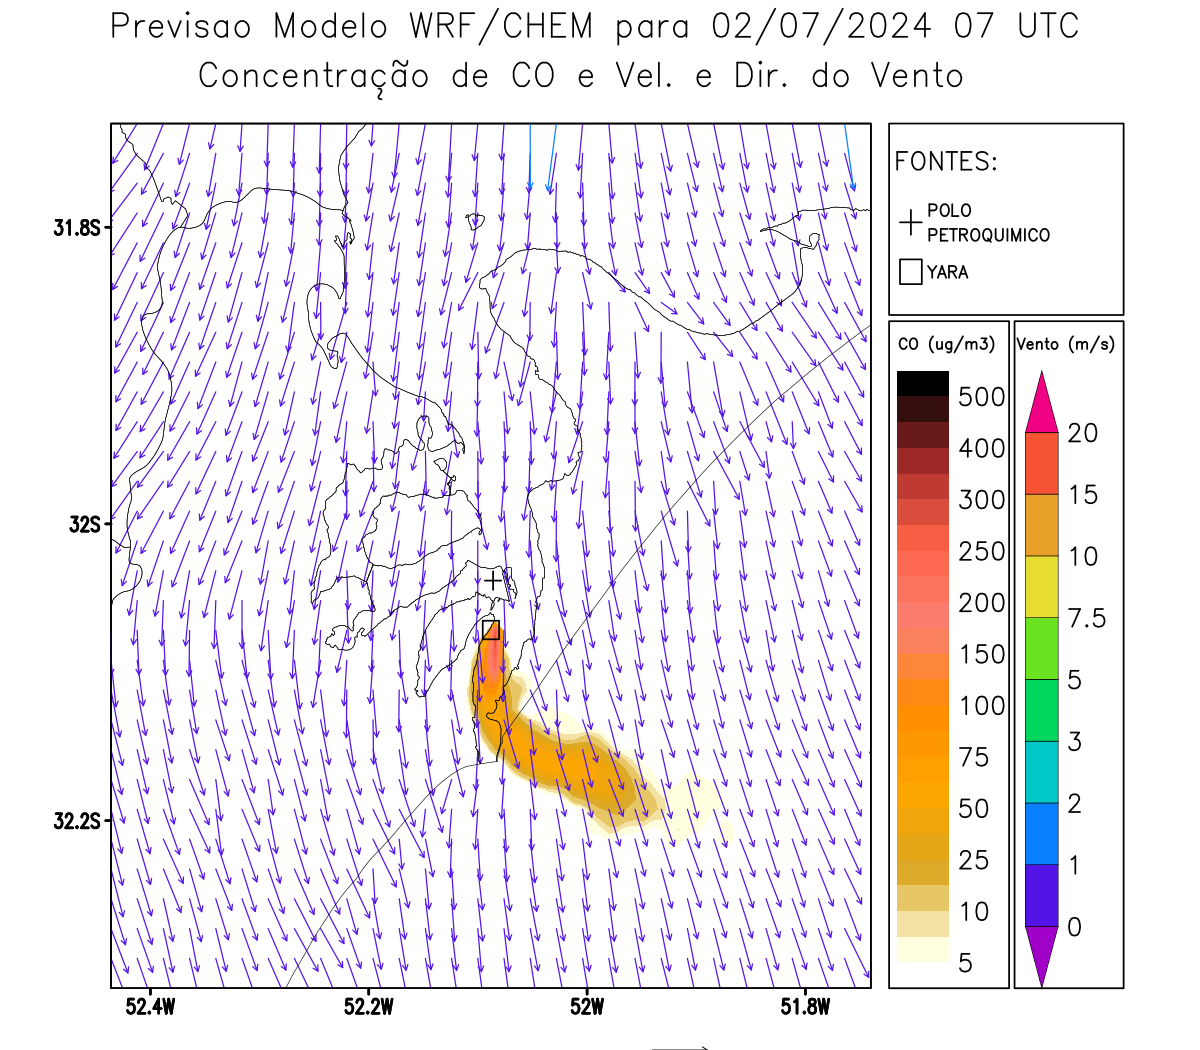 Previsao Modelo WRF/CHEM para 02/07/2024 07 UTC
Concentração de CO e Vel. e Dir. do Vento
FONTES:
POLO
PETROQUIMICO
YARA
31.8S
32S
32.2S
52.4W
52.2W
52W
51.8W
CO (ug/m3)
500
400
300
250
200
150
100
75
50
25
10
5
Vento (m/s)
20
15
10
7.5
5
3
2
1
0